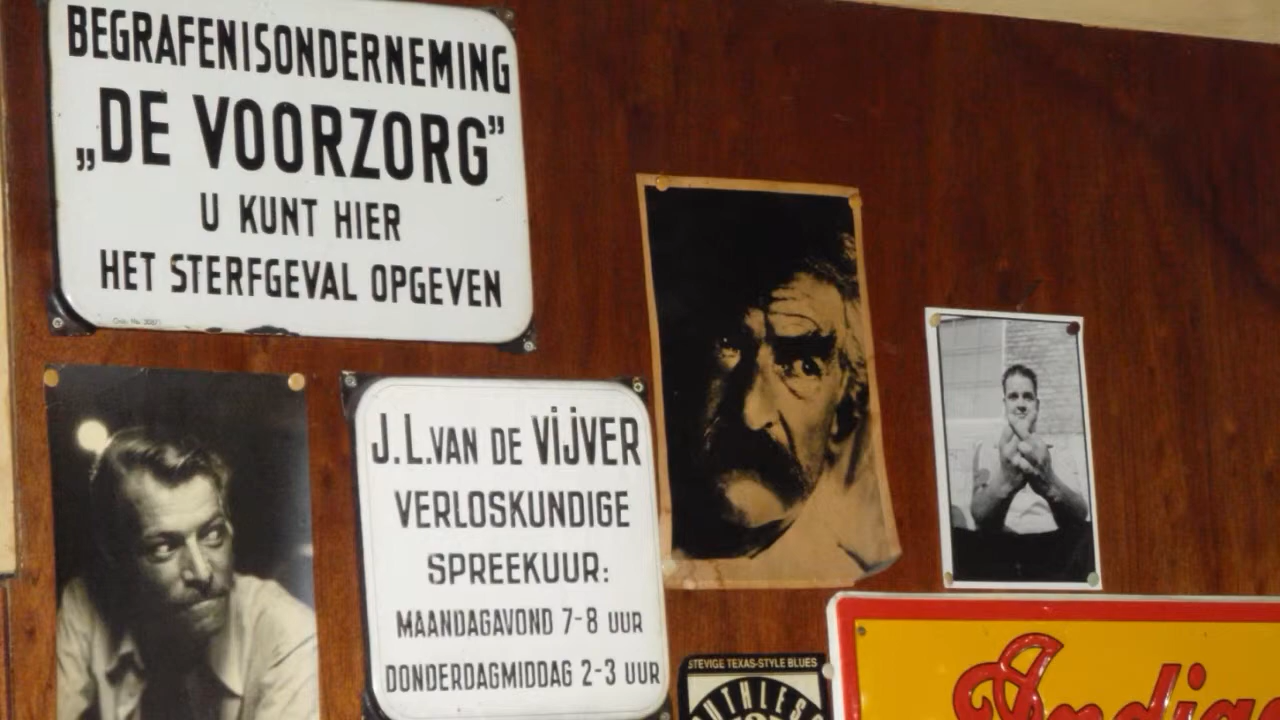 BEGRAFENISONDERNEMING
„DE VOORZORG”
U KUNT HIER
HET STERFGEVAL OPGEVEN
J.L. VAN DE VIJVER
VERLOSKUNDIGE
SPREEKUUR:
MAANDAGAVOND 7-8 UUR
DONDERDAGMIDDAG 2-3 UUR
STEVIGE TEXAS-STYLE BLUES